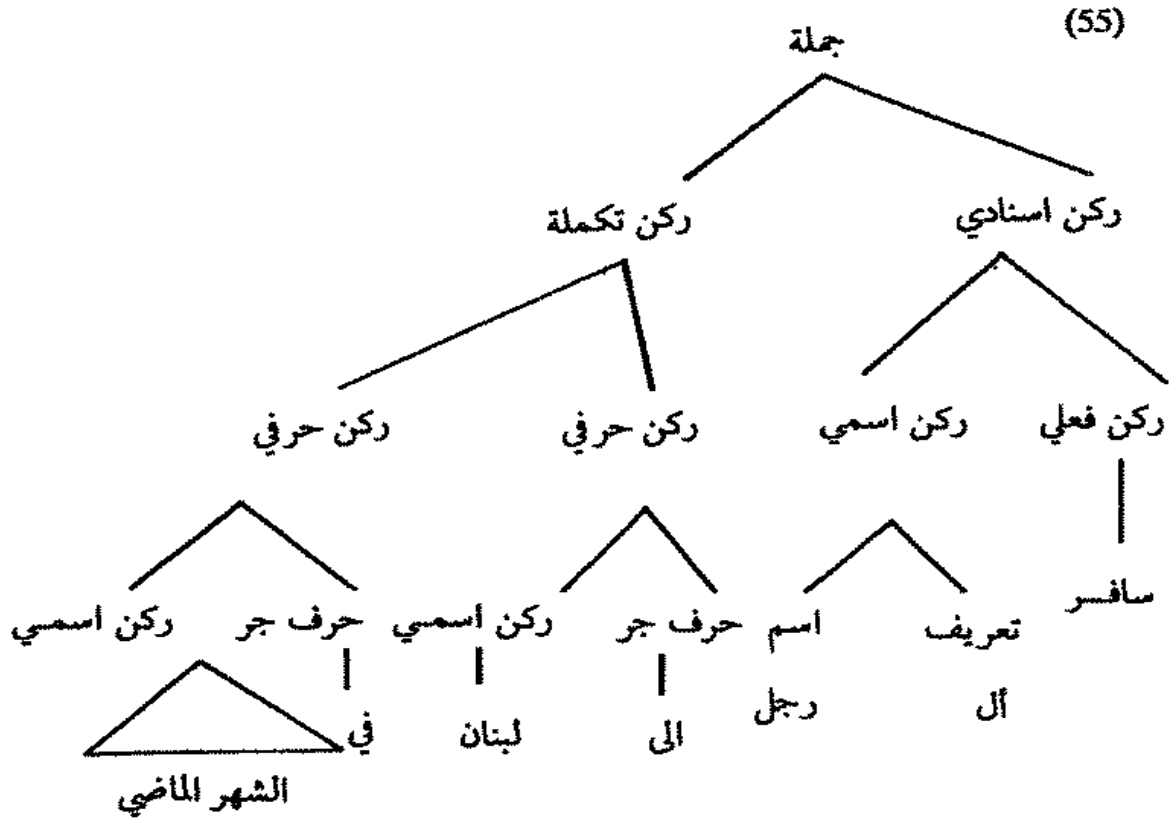 (55)
جملة
ركن اسنادي ركن تكملة
ركن فعلي ركن اسمي ركن حرفي ركن حرفي
سافر
تعريف اسم حرف جر ركن اسمي حرف جر ركن اسمي
أل رجل الى لبنان في
الشهر الماضي